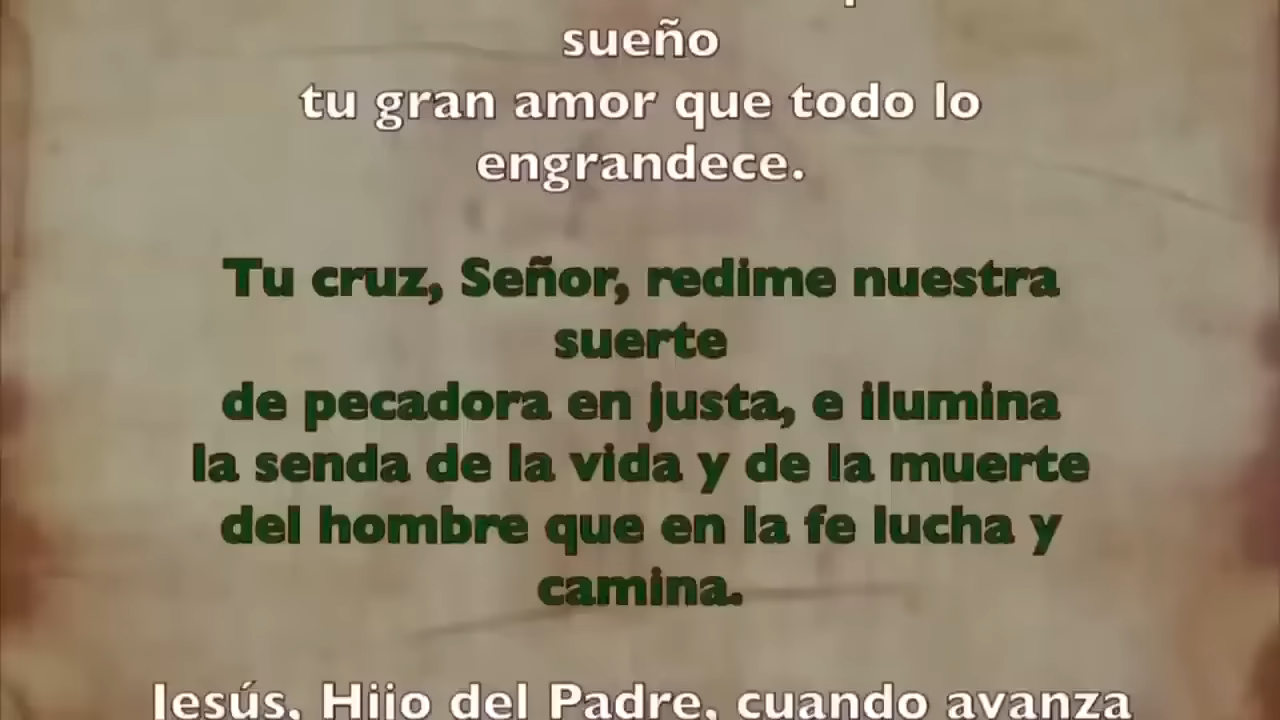 sueño
tu gran amor que todo lo
engrandece.
Tu cruz, Señor, redime nuestra
suerte
de pecadora en justa, e ilumina
la senda de la vida y de la muerte
del hombre que en la fe lucha y
camina.
Jesús, Hijo del Padre, cuando avanza